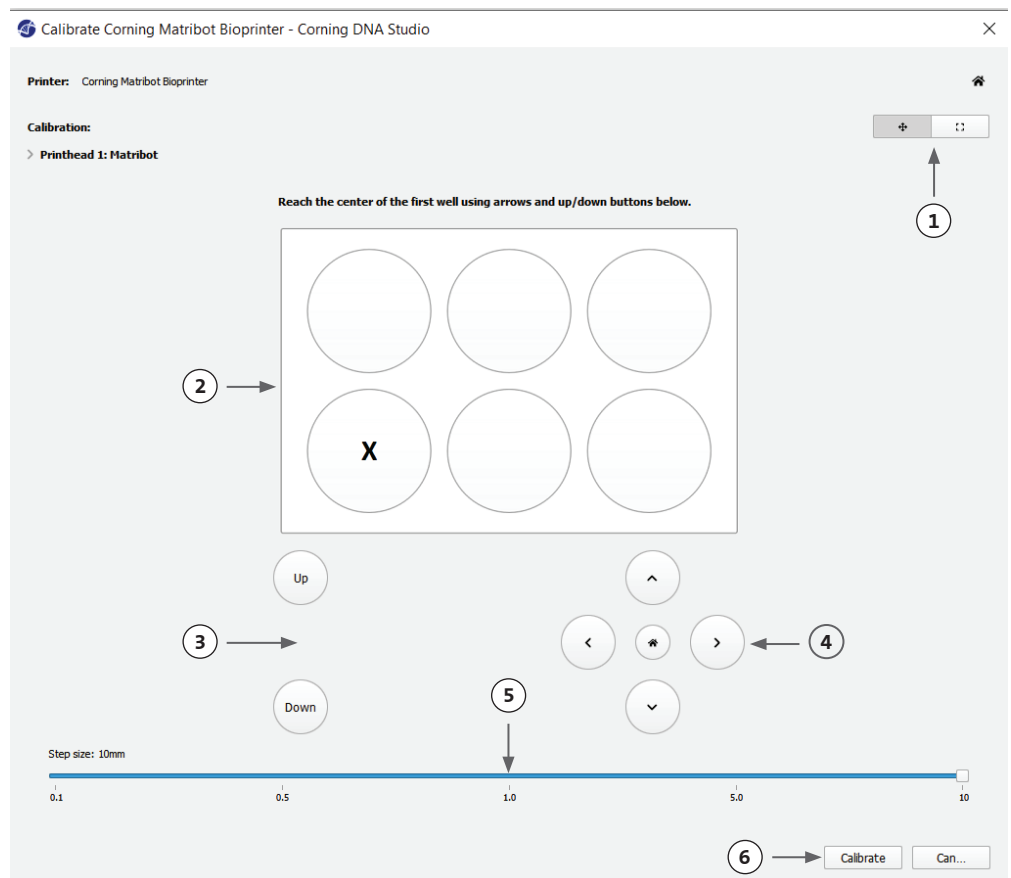 Calibrate Corning Matribot Bioprinter - Corning DNA Studio
Printer: Corning Matribot Bioprinter
Calibration:
Printhead 1: Matribot
1
Reach the center of the first well using arrows and up/down buttons below.
2
X
Up
3
4
Down
5
Step size: 10mm
0.1 0.5 1.0 5.0 10
6
Calibrate Can...